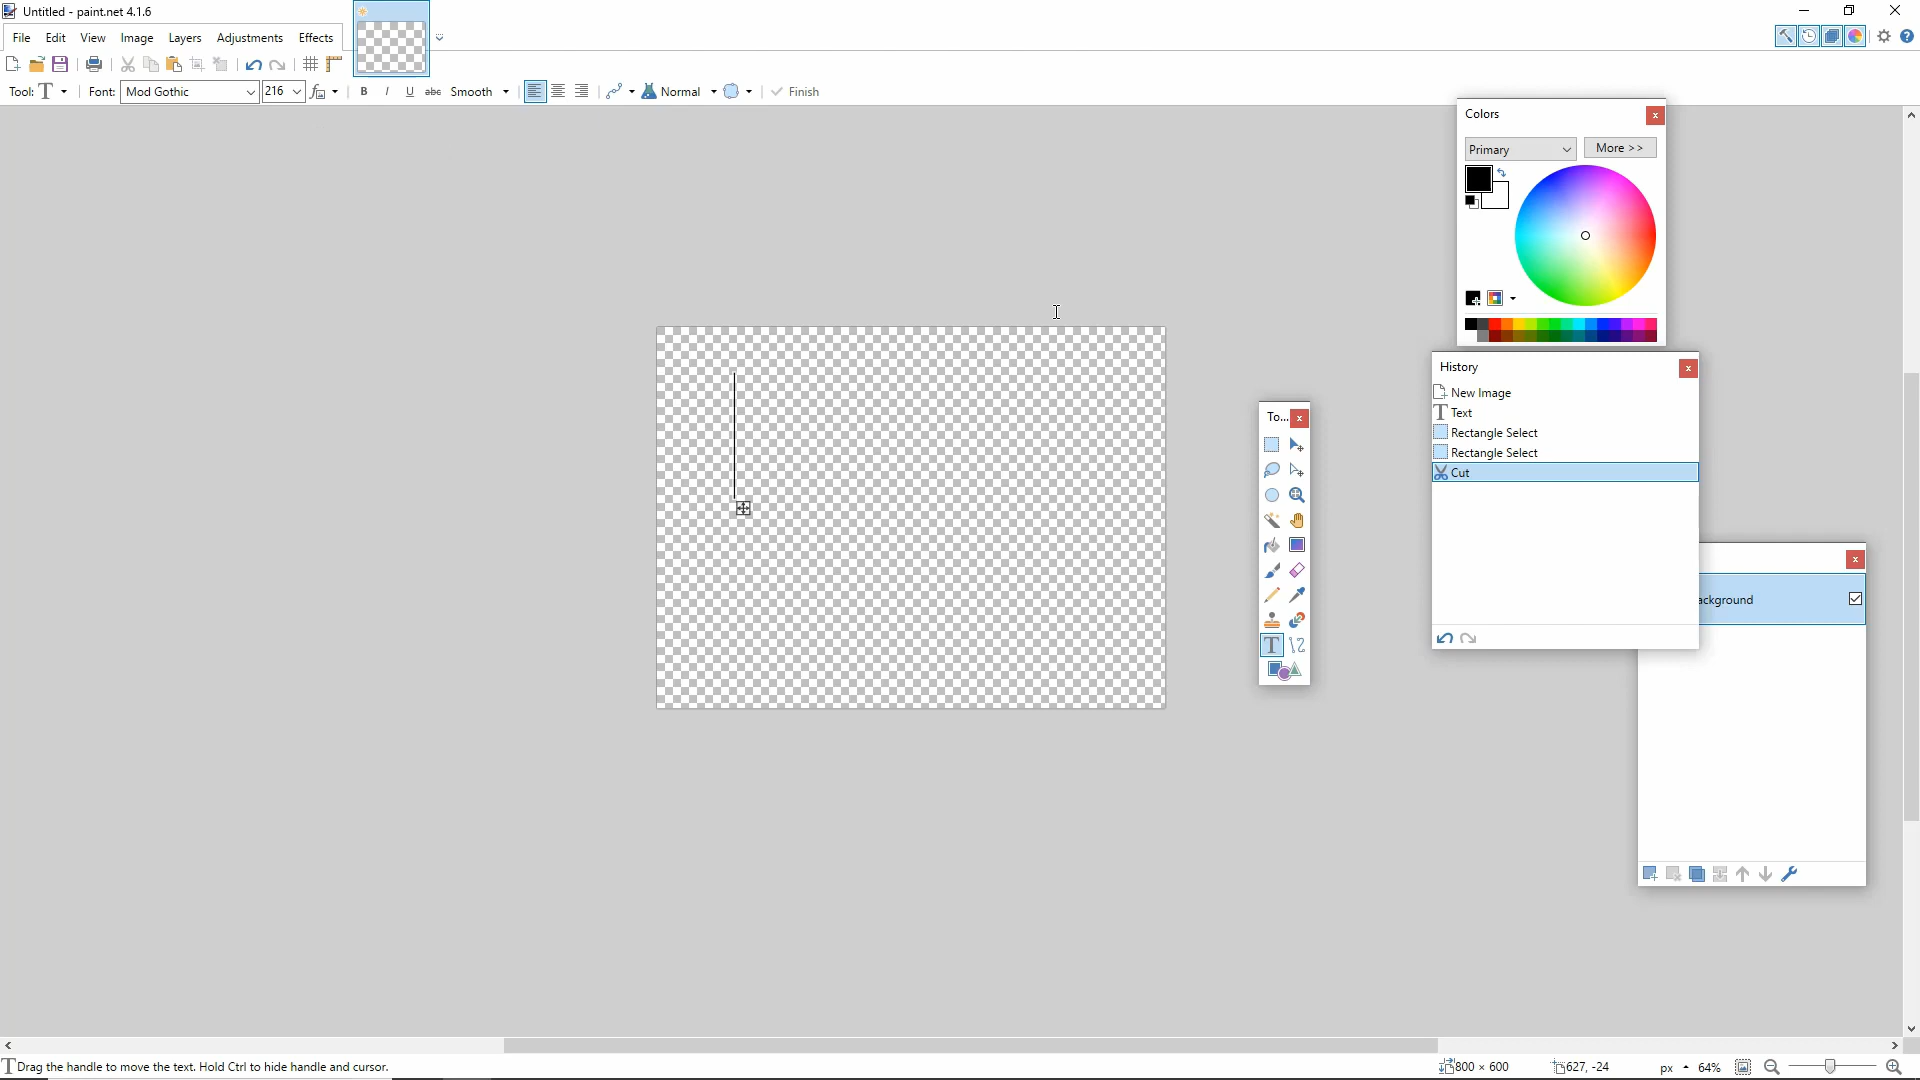 Untitled - paint.net 4.1.6
File Edit View Image Layers Adjustments Effects
Tool: Font: Mod Gothic 216 B I U abc Smooth Normal Finish
Colors
Primary More >>
History
New Image
Text
Rectangle Select
Rectangle Select
Cut
To...
ackground
Drag the handle to move the text. Hold Ctrl to hide handle and cursor.
800 × 600 627, -24 px 64%